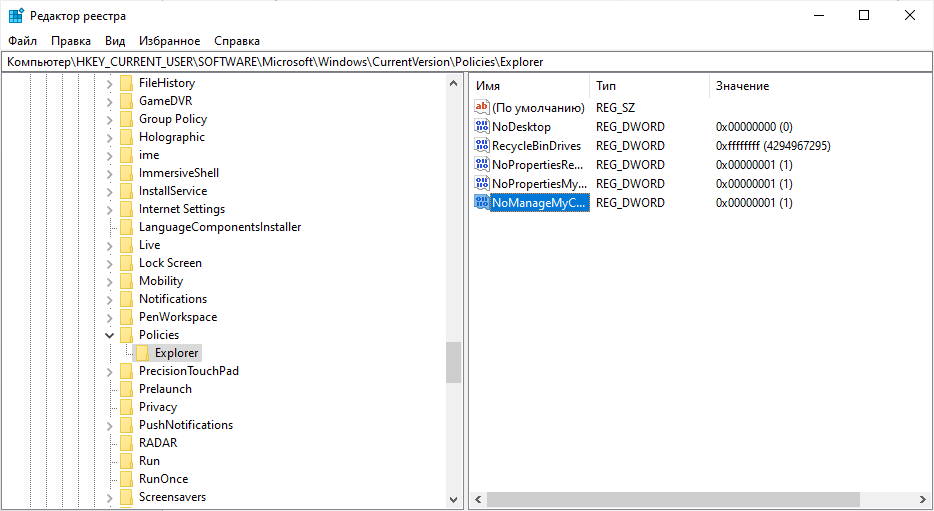 Редактор реестра
Файл Правка Вид Избранное Справка
Компьютер\HKEY_CURRENT_USER\SOFTWARE\Microsoft\Windows\CurrentVersion\Policies\Explorer
FileHistory
GameDVR
Group Policy
Holographic
ime
ImmersiveShell
InstallService
Internet Settings
LanguageComponentsInstaller
Live
Lock Screen
Mobility
Notifications
PenWorkspace
Policies
Explorer
PrecisionTouchPad
Prelaunch
Privacy
PushNotifications
RADAR
Run
RunOnce
Screensavers
Имя Тип Значение
(По умолчанию) REG_SZ
NoDesktop REG_DWORD 0x00000000 (0)
RecycleBinDrives REG_DWORD 0xffffffff (4294967295)
NoPropertiesRe... REG_DWORD 0x00000001 (1)
NoPropertiesMy... REG_DWORD 0x00000001 (1)
NoManageMyC... REG_DWORD 0x00000001 (1)